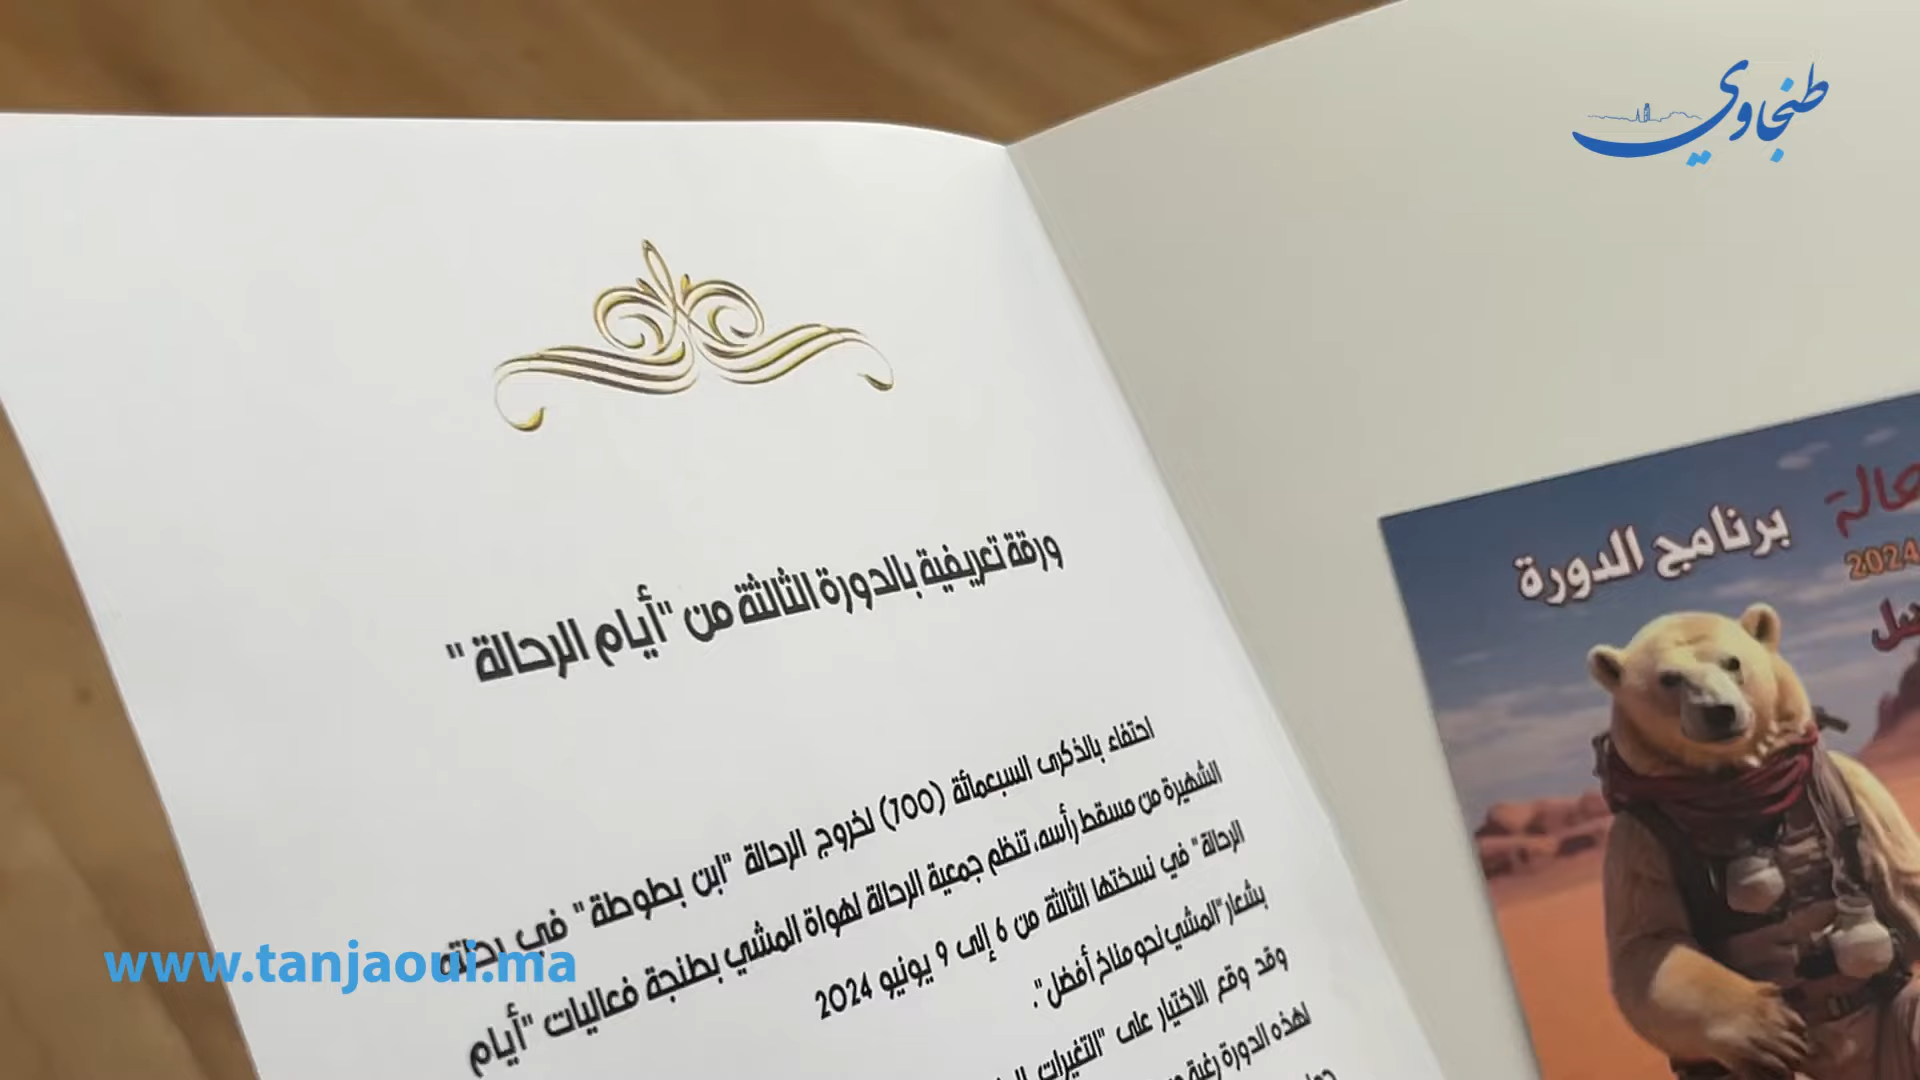 طنجاوي
ورقة تعريفية بالدورة الثالثة من "أيام الرحالة "
احتفاء بالذكرى السبعمائة (700) لخروج الرحالة "إبن بطوطة" في رحلته
الشهيرة من مسقط رأسه، تنظم جمعية الرحالة لهواة المشي بطنجة فعاليات "أيام
الرحالة" في نسختها الثالثة من 6 إلى 9 يونيو 2024
بشعار "المشي نحو مناخ أفضل".
وقد وقع الاختيار على "التغيرات
لهذه الدورة رغبة
برنامج الدورة
2024
www.tanjaoui.ma